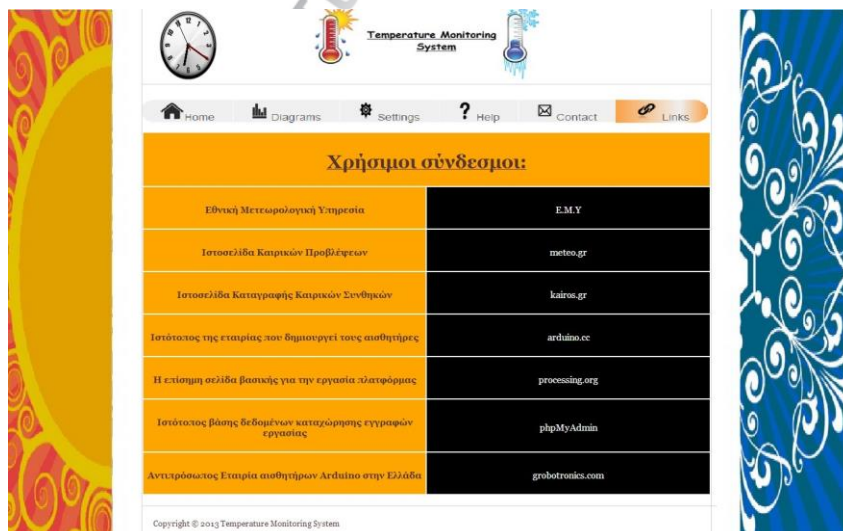 Temperature Monitoring
System
Home Diagrams Settings ? Help Contact Links
Χρήσιμοι σύνδεσμοι:
Εθνική Μετεωρολογική Υπηρεσία E.M.Y
Ιστοσελίδα Καιρικών Προβλέψεων meteo.gr
Ιστοσελίδα Καταγραφής Καιρικών Συνθηκών kairos.gr
Ιστότοπος της εταιρίας που δημιουργεί τους αισθητήρες arduino.cc
Η επίσημη σελίδα βασικής για την εργασία πλατφόρμας processing.org
Ιστότοπος βάσης δεδομένων καταχώρησης εγγραφών
εργασίας phpMyAdmin
Αντιπρόσωπος Εταιρία αισθητήρων Arduino στην Ελλάδα grobotronics.com
Copyright © 2013 Temperature Monitoring System